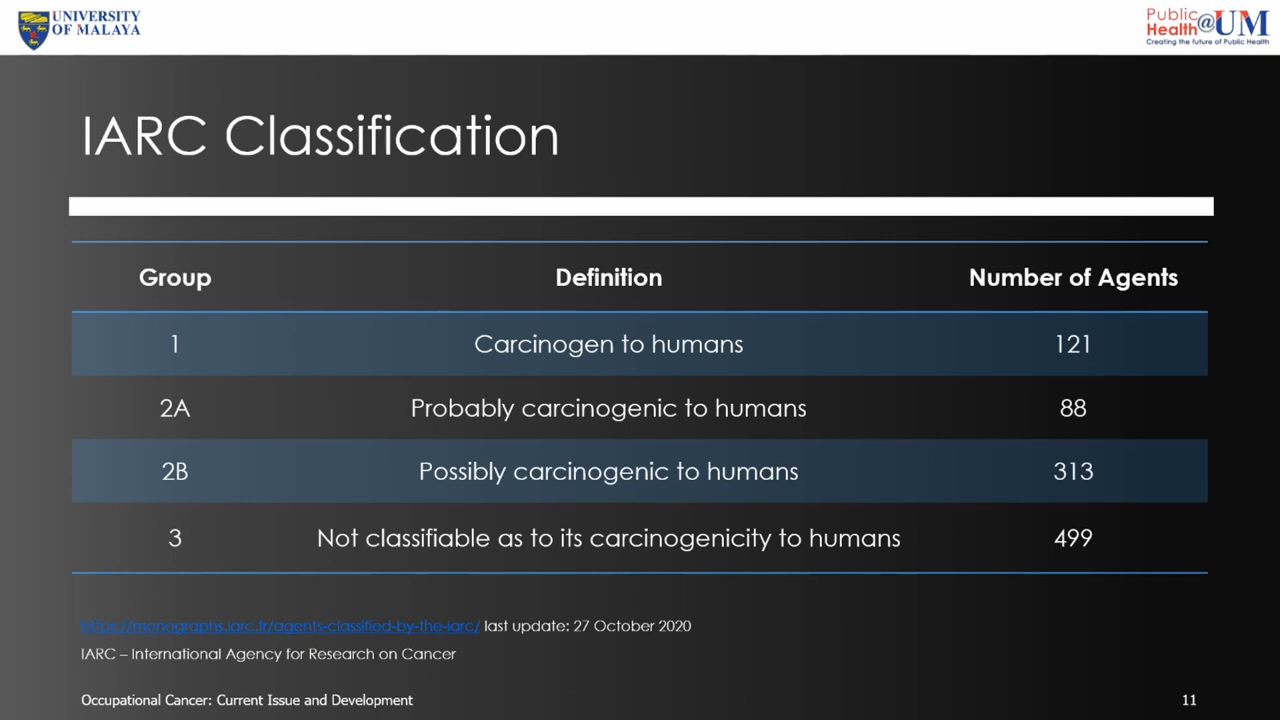 UNIVERSITY
OF MALAYA
Public
Health@UM
Creating the future of Public Health
IARC Classification
Group Definition Number of Agents
1 Carcinogen to humans 121
2A Probably carcinogenic to humans 88
2B Possibly carcinogenic to humans 313
3 Not classifiable as to its carcinogenicity to humans 499
https://monographs.iarc.fr/agents-classified-by-the-iarc/ last update: 27 October 2020
IARC – International Agency for Research on Cancer
Occupational Cancer: Current Issue and Development 11